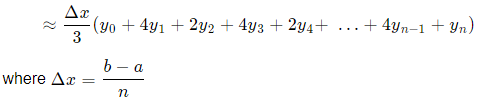 ≈ Δx/3 (y₀ + 4y₁ + 2y₂ + 4y₃ + 2y₄+ … + 4yₙ₋₁ + yₙ)
where Δx = b − a / n